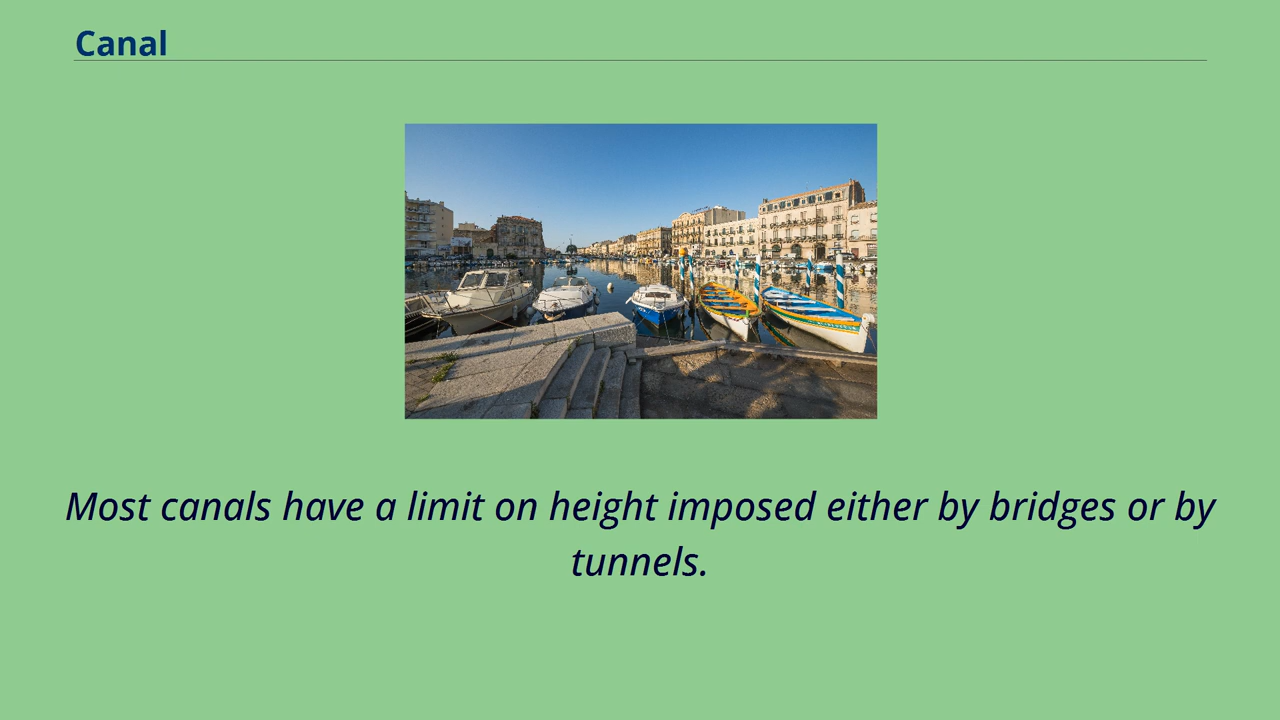 Canal
Most canals have a limit on height imposed either by bridges or by
tunnels.